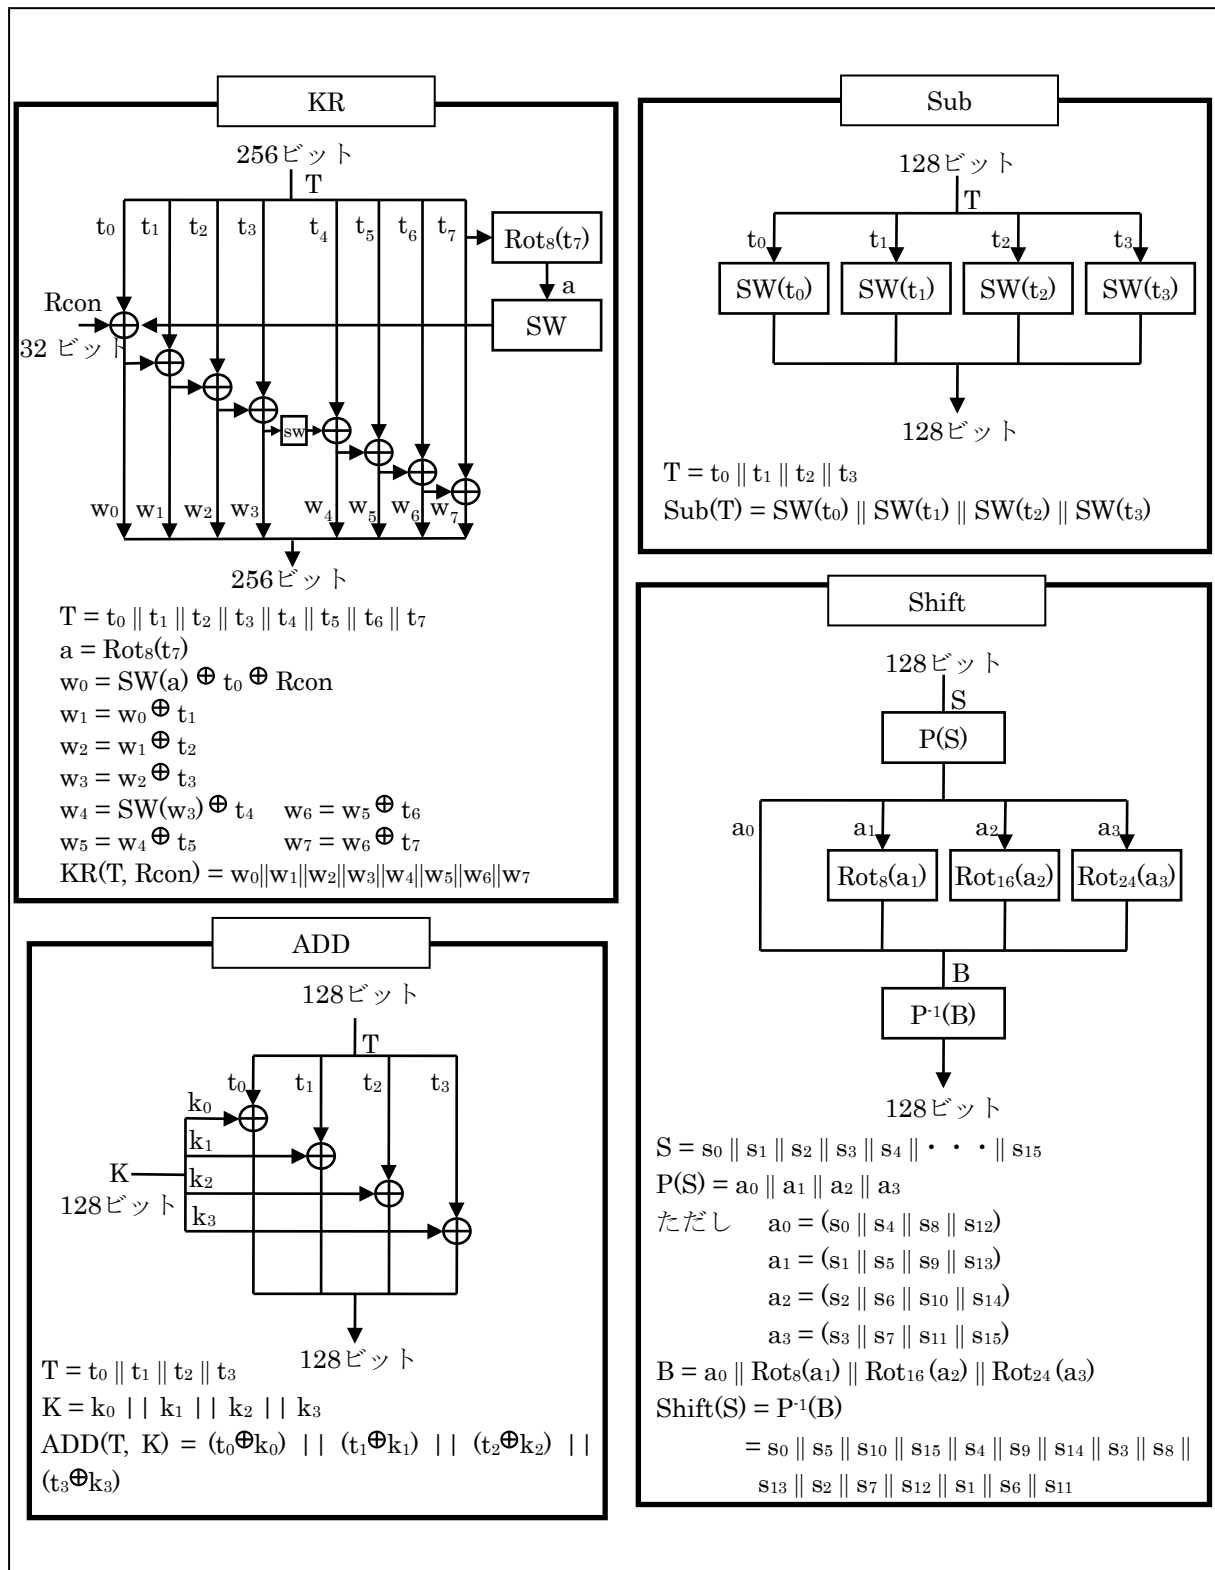 KR
256ビット
T
t₀ t₁ t₂ t₃ t₄ t₅ t₆ t₇
Rot₈(t₇)
a
Rcon
SW
32 ビット
sw
w₀ w₁ w₂ w₃ w₄ w₅ w₆ w₇
256ビット
T = t₀ || t₁ || t₂ || t₃ || t₄ || t₅ || t₆ || t₇
a = Rot₈(t₇)
w₀ = SW(a) ⊕ t₀ ⊕ Rcon
w₁ = w₀ ⊕ t₁
w₂ = w₁ ⊕ t₂
w₃ = w₂ ⊕ t₃
w₄ = SW(w₃) ⊕ t₄ w₆ = w₅ ⊕ t₆
w₅ = w₄ ⊕ t₅ w₇ = w₆ ⊕ t₇
KR(T, Rcon) = w₀||w₁||w₂||w₃||w₄||w₅||w₆||w₇
ADD
128ビット
T
t₀ t₁ t₂ t₃
k₀
k₁
K
k₂
128ビット
k₃
128ビット
T = t₀ || t₁ || t₂ || t₃
K = k₀ || k₁ || k₂ || k₃
ADD(T, K) = (t₀⊕k₀) || (t₁⊕k₁) || (t₂⊕k₂) ||
(t₃⊕k₃)
Sub
128ビット
T
t₀ t₁ t₂ t₃
SW(t₀) SW(t₁) SW(t₂) SW(t₃)
128ビット
T = t₀ || t₁ || t₂ || t₃
Sub(T) = SW(t₀) || SW(t₁) || SW(t₂) || SW(t₃)
Shift
128ビット
S
P(S)
a₀ a₁ a₂ a₃
Rot₈(a₁) Rot₁₆(a₂) Rot₂₄(a₃)
B
P⁻¹(B)
128ビット
S = s₀ || s₁ || s₂ || s₃ || s₄ || ・・・|| s₁₅
P(S) = a₀ || a₁ || a₂ || a₃
ただし a₀ = (s₀ || s₄ || s₈ || s₁₂)
a₁ = (s₁ || s₅ || s₉ || s₁₃)
a₂ = (s₂ || s₆ || s₁₀ || s₁₄)
a₃ = (s₃ || s₇ || s₁₁ || s₁₅)
B = a₀ || Rot₈(a₁) || Rot₁₆ (a₂) || Rot₂₄ (a₃)
Shift(S) = P⁻¹(B)
= s₀ || s₅ || s₁₀ || s₁₅ || s₄ || s₉ || s₁₄ || s₃ || s₈ ||
s₁₃ || s₂ || s₇ || s₁₂ || s₁ || s₆ || s₁₁